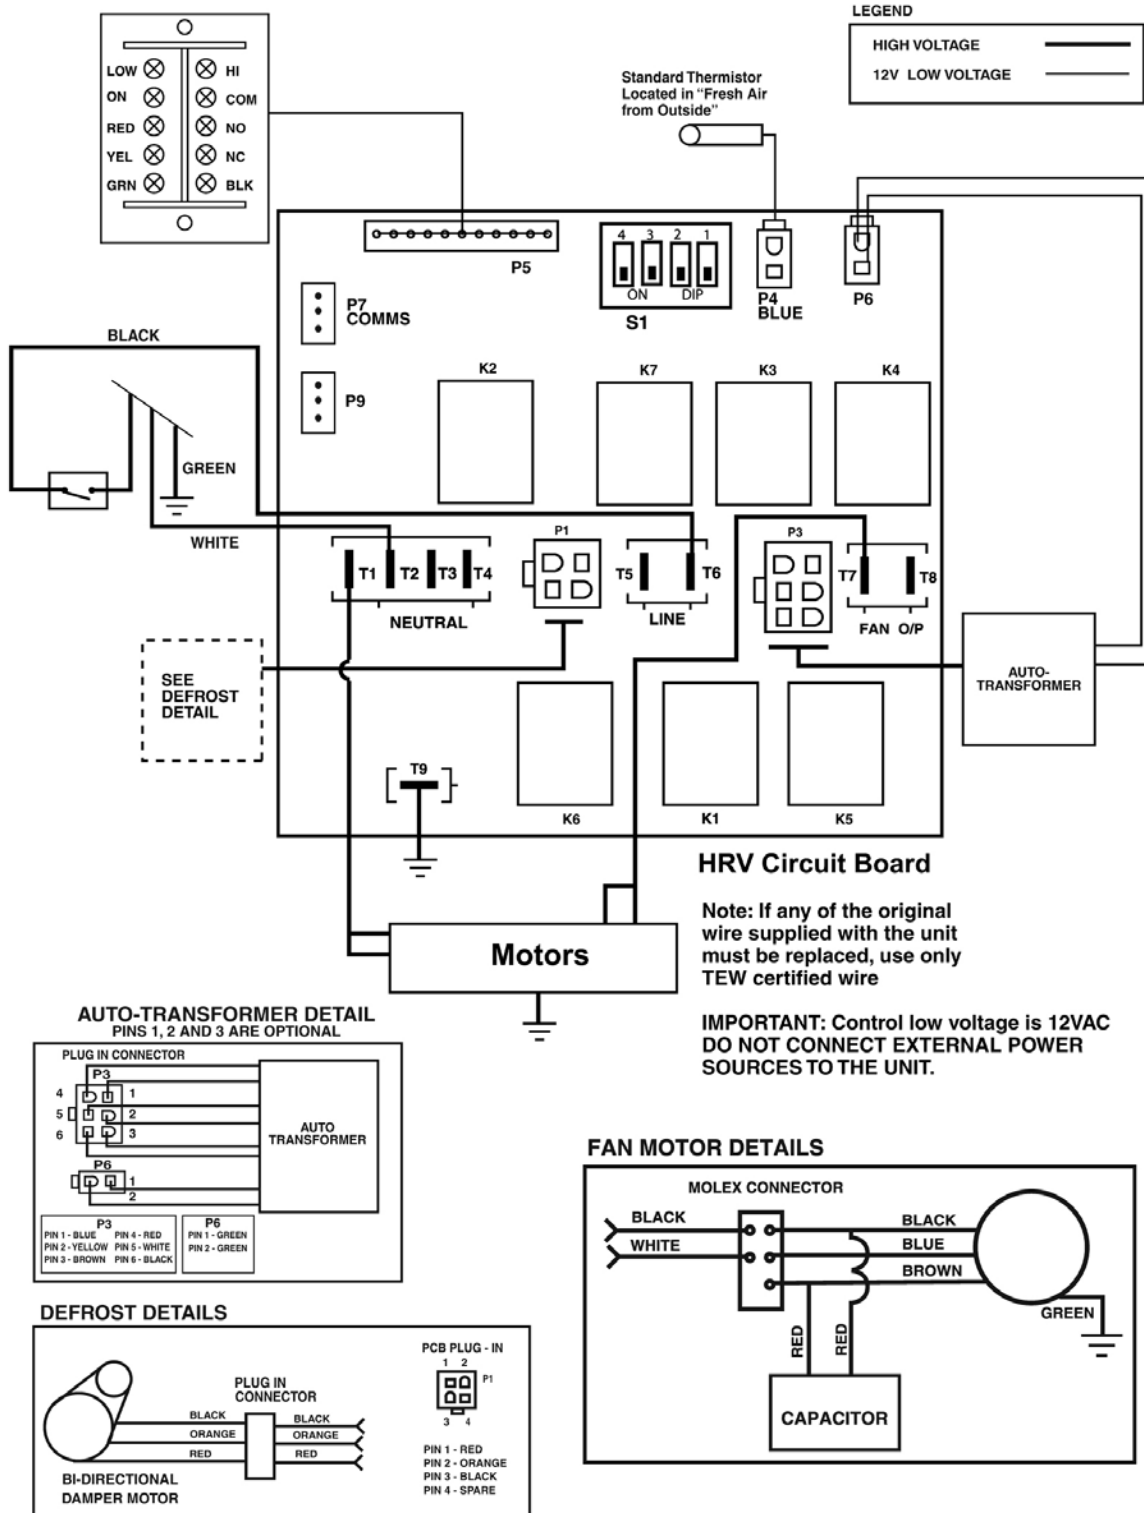 LEGEND
HIGH VOLTAGE
12V LOW VOLTAGE
LOW HI
ON COM
RED NO
YEL NC
GRN BLK
Standard Thermistor
Located in "Fresh Air
from Outside"
P5
4 3 2 1
ON DIP
S1
P4
BLUE
P6
P7
COMMS
P9
BLACK
GREEN
WHITE
K2
K7
K3
K4
T1 T2 T3 T4
NEUTRAL
P1
T5 T6
LINE
P3
T7 T8
FAN O/P
SEE
DEFROST
DETAIL
AUTO-
TRANSFORMER
T9
K6
K1
K5
HRV Circuit Board
Motors
Note: If any of the original
wire supplied with the unit
must be replaced, use only
TEW certified wire
IMPORTANT: Control low voltage is 12VAC
DO NOT CONNECT EXTERNAL POWER
SOURCES TO THE UNIT.
AUTO-TRANSFORMER DETAIL
PINS 1, 2 AND 3 ARE OPTIONAL
PLUG IN CONNECTOR
P3
4 1
5 2
6 3
P6
1
2
AUTO
TRANSFORMER
P3
PIN 1 - BLUE PIN 4 - RED
PIN 2 - YELLOW PIN 5 - WHITE
PIN 3 - BROWN PIN 6 - BLACK
P6
PIN 1 - GREEN
PIN 2 - GREEN
FAN MOTOR DETAILS
MOLEX CONNECTOR
BLACK
WHITE
BLACK
BLUE
BROWN
GREEN
RED
RED
CAPACITOR
DEFROST DETAILS
PLUG IN
CONNECTOR
BLACK BLACK
ORANGE ORANGE
RED RED
BI-DIRECTIONAL
DAMPER MOTOR
PCB PLUG - IN
1 2
P1
3 4
PIN 1 - RED
PIN 2 - ORANGE
PIN 3 - BLACK
PIN 4 - SPARE